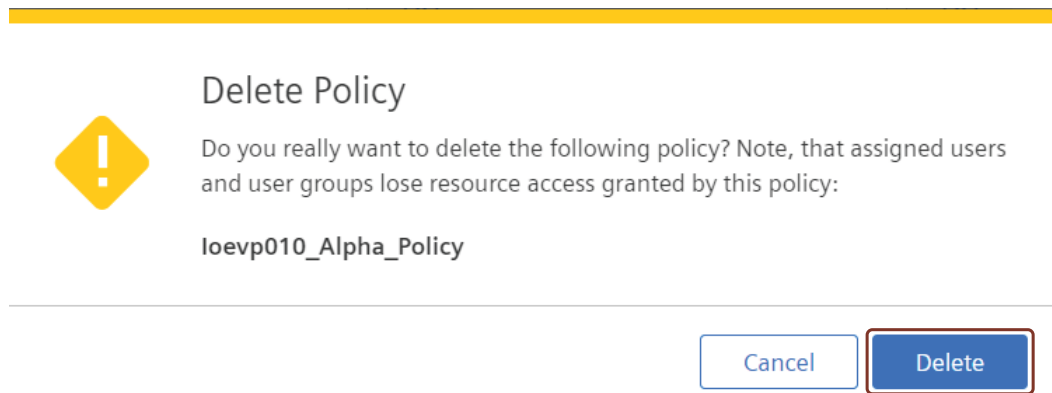 Delete Policy
Do you really want to delete the following policy? Note, that assigned users
and user groups lose resource access granted by this policy:
Ioevp010_Alpha_Policy
Cancel
Delete